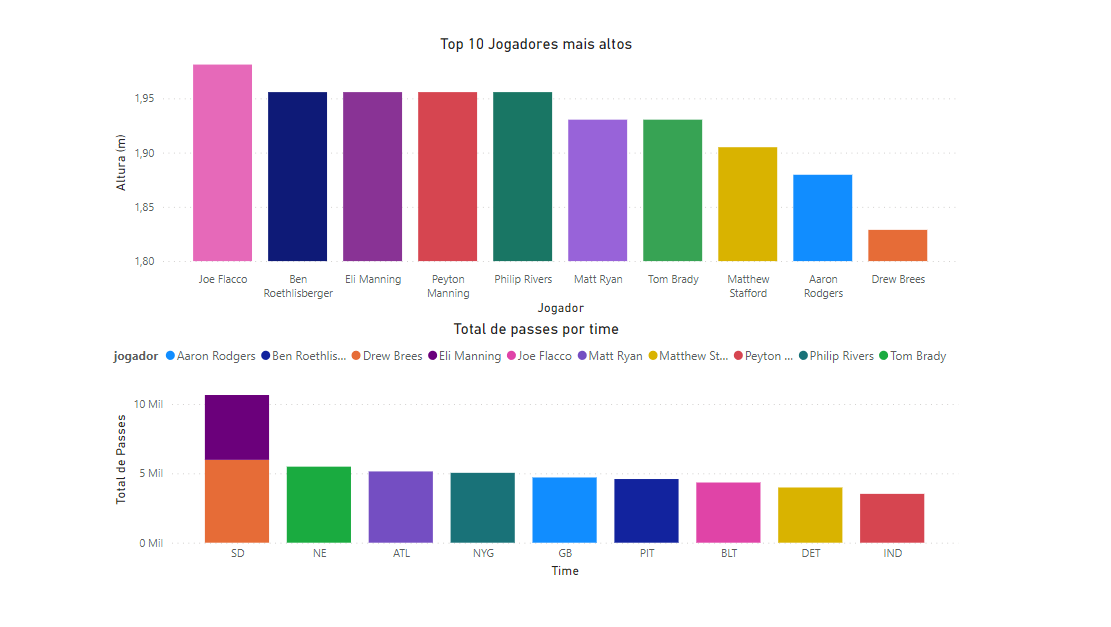 Top 10 Jogadores mais altos
Altura (m)
1,95
1,90
1,85
1,80
Joe Flacco
Ben Roethlisberger
Eli Manning
Peyton Manning
Philip Rivers
Matt Ryan
Tom Brady
Matthew Stafford
Aaron Rodgers
Drew Brees
Jogador
Total de passes por time
jogador Aaron Rodgers Ben Roethlis... Drew Brees Eli Manning Joe Flacco Matt Ryan Matthew St... Peyton ... Philip Rivers Tom Brady
Total de Passes
10 Mil
5 Mil
0 Mil
SD NE ATL NYG GB PIT BLT DET IND
Time